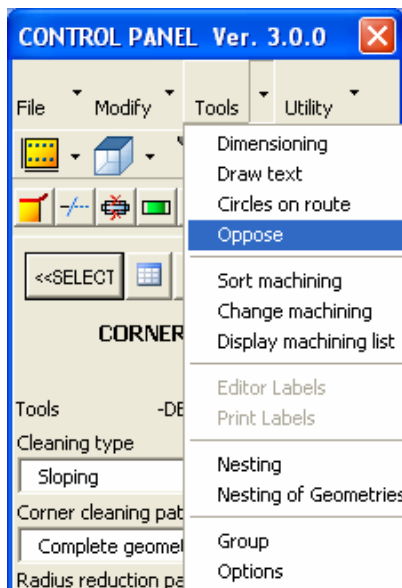 CONTROL PANEL Ver. 3.0.0
File Modify Tools Utility
Dimensioning
Draw text
Circles on route
Oppose
<<SELECT
Sort machining
Change machining
CORNER
Display machining list
Editor Labels
Tools -DE
Print Labels
Cleaning type
Nesting
Sloping
Nesting of Geometries
Corner cleaning pat
Group
Complete geomet
Options
Radius reduction pa